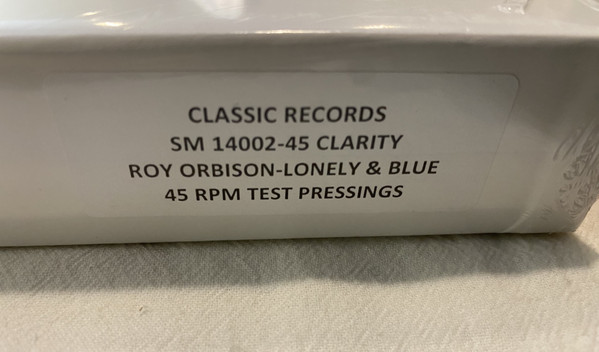 CLASSIC RECORDS
SM 14002-45 CLARITY
ROY ORBISON-LONELY & BLUE
45 RPM TEST PRESSINGS